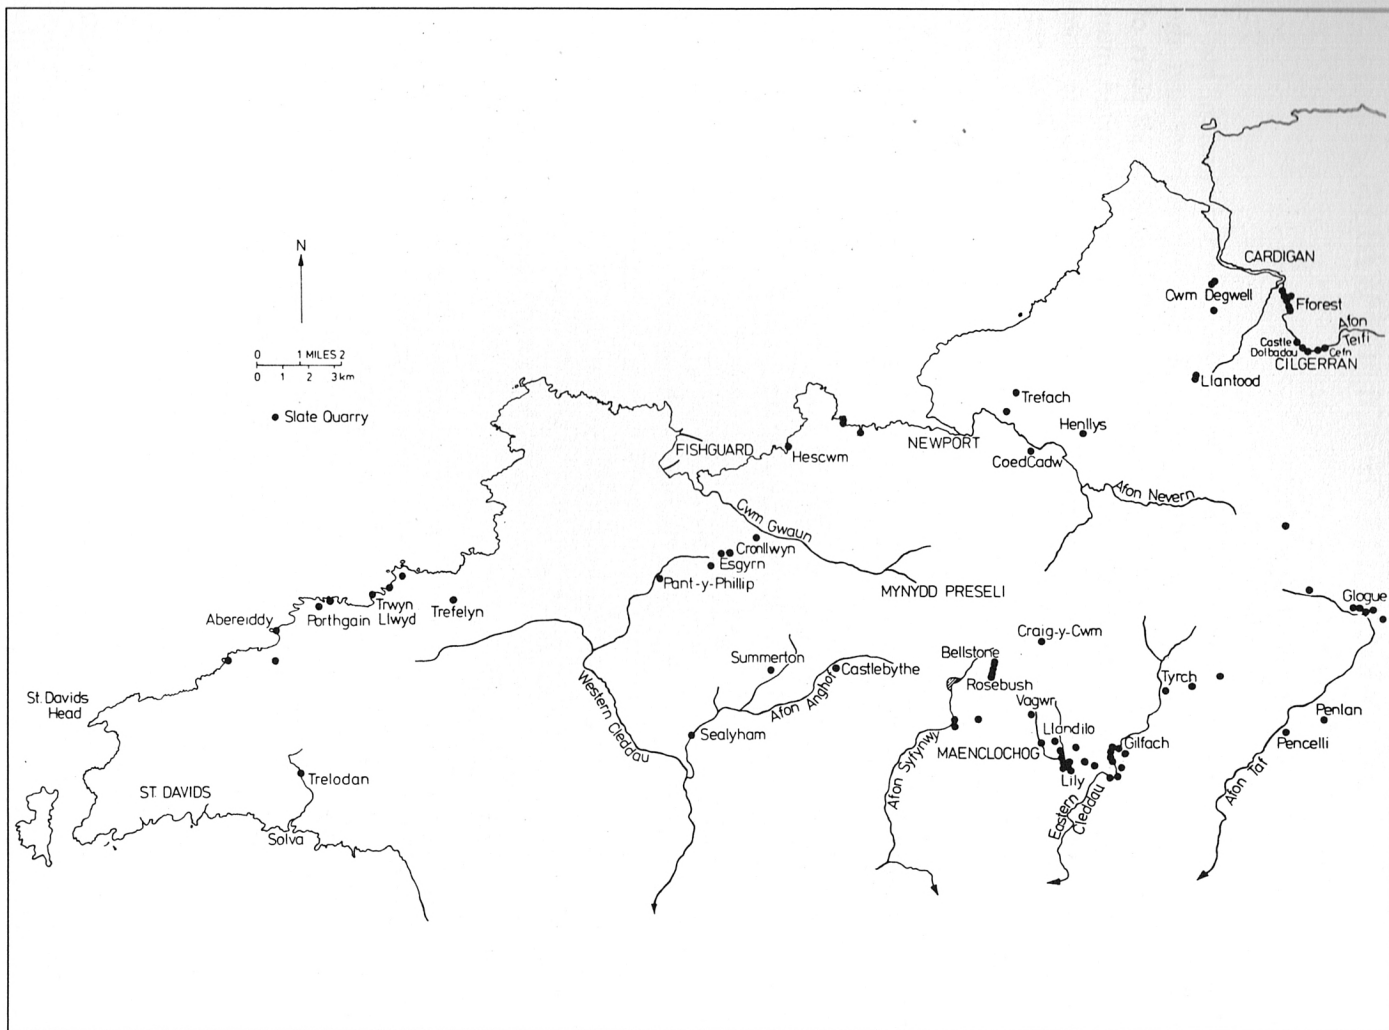 CARDIGAN
Cwm Degwell
Fforest
Afon
Teifi
Castle
Dolbadau
Cefn
CILGERRAN
Llantood
N
0 1 MILES 2
0 1 2 3km
Slate Quarry
Trefach
Henllys
NEWPORT
CoedCadw
FISHGUARD
Hescwm
Afon Nevern
Cwm Gwaun
Cronllwyn
Esgyrn
Pant-y-Phillip
MYNYDD PRESELI
Glogue
Abereiddy
Porthgain
Trwyn
Llwyd
Trefelyn
Craig-y-Cwm
Bellstone
Rosebush
Summerton
Castlebythe
Afon Anghof
Tyrch
St. Davids
Head
Western Cleddau
Sealyham
Vagwr
Llandilo
MAENCLOCHOG
Gilfach
Penlan
Pencelli
Lily
Afon Syfynwy
Eastern
Cleddau
Afon Taf
Trelodan
ST. DAVIDS
Solva